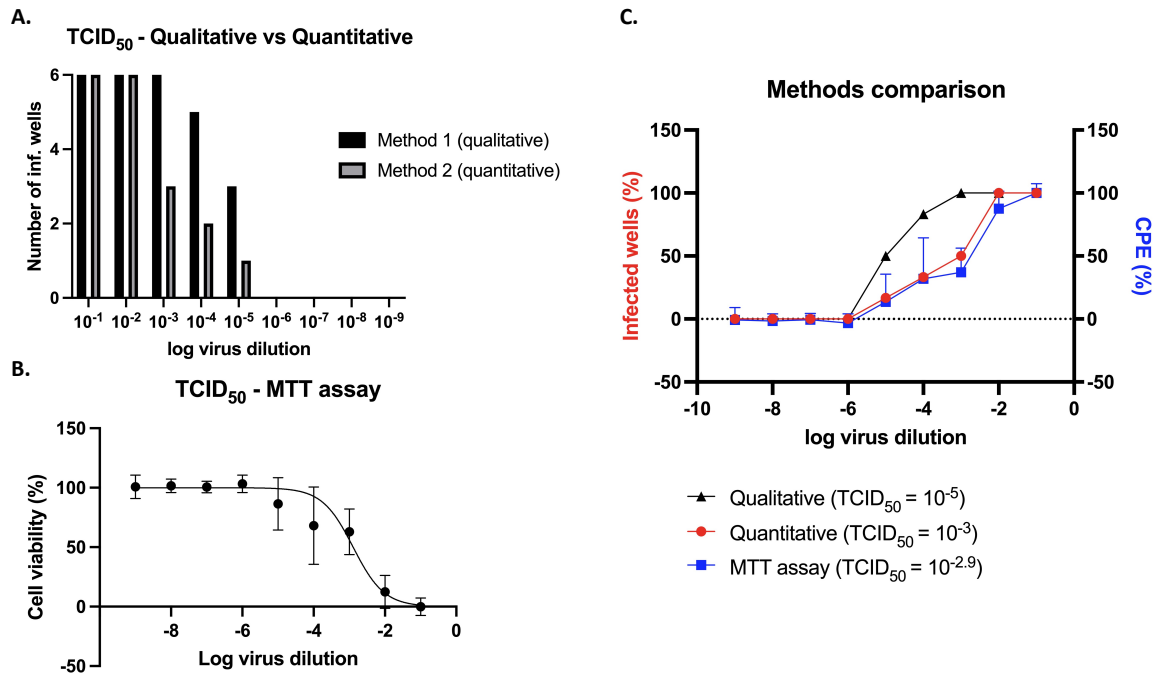 A.
TCID50 - Qualitative vs Quantitative
Number of inf. wells
6
4
2
0
10-1 10-2 10-3 10-4 10-5 10-6 10-7 10-8 10-9
log virus dilution
Method 1 (qualitative)
Method 2 (quantitative)
B.
TCID50 - MTT assay
Cell viability (%)
150
100
50
0
-50
-8 -6 -4 -2 0
Log virus dilution
C.
Methods comparison
Infected wells (%)
150
100
50
0
-50
150
100
50
0
-50
CPE (%)
-10 -8 -6 -4 -2 0
log virus dilution
Qualitative (TCID50 = 10-5)
Quantitative (TCID50 = 10-3)
MTT assay (TCID50 = 10-2.9)